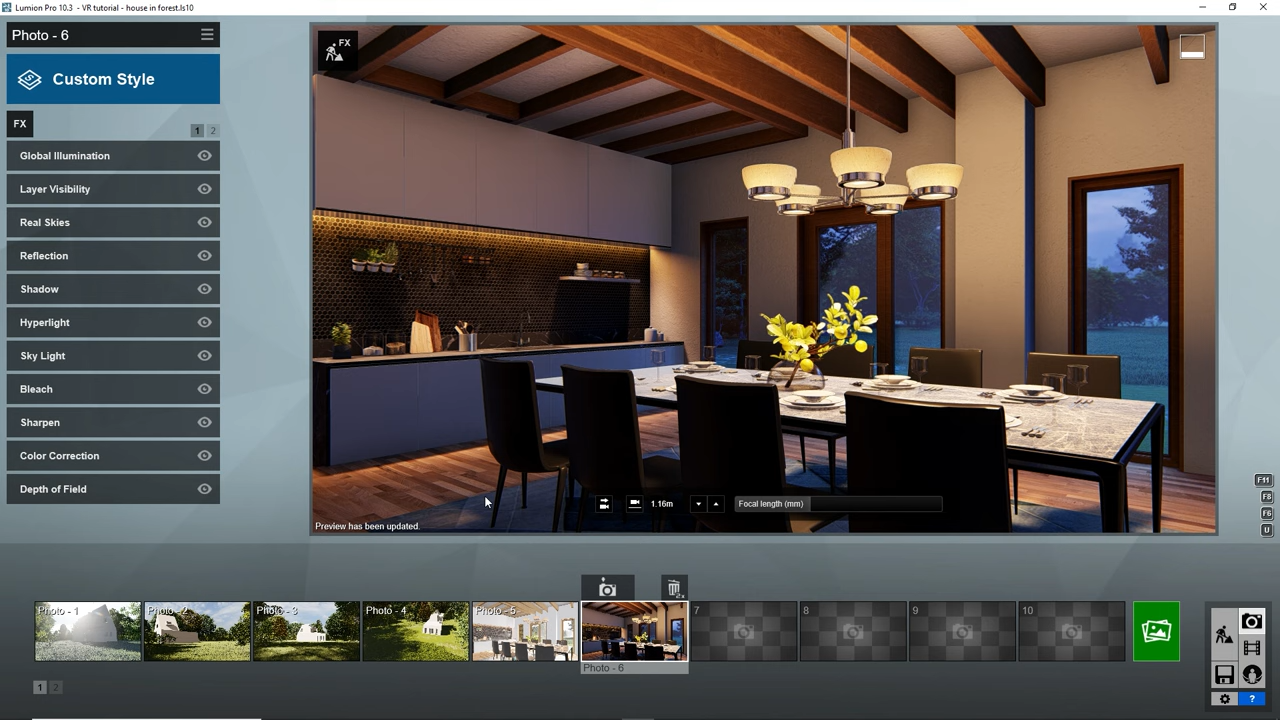 Lumion Pro 10.3 - VR tutorial - house in forest.ls10
Photo - 6
Custom Style
FX
1 2
Global Illumination
Layer Visibility
Real Skies
Reflection
Shadow
Hyperlight
Sky Light
Bleach
Sharpen
Color Correction
Depth of Field
FX
1.16m
Focal length (mm)
Preview has been updated.
F11
F8
F5
U
Photo - 1
Photo - 2
Photo - 3
Photo - 4
Photo - 5
7
8
9
10
Photo - 6
1 2
?